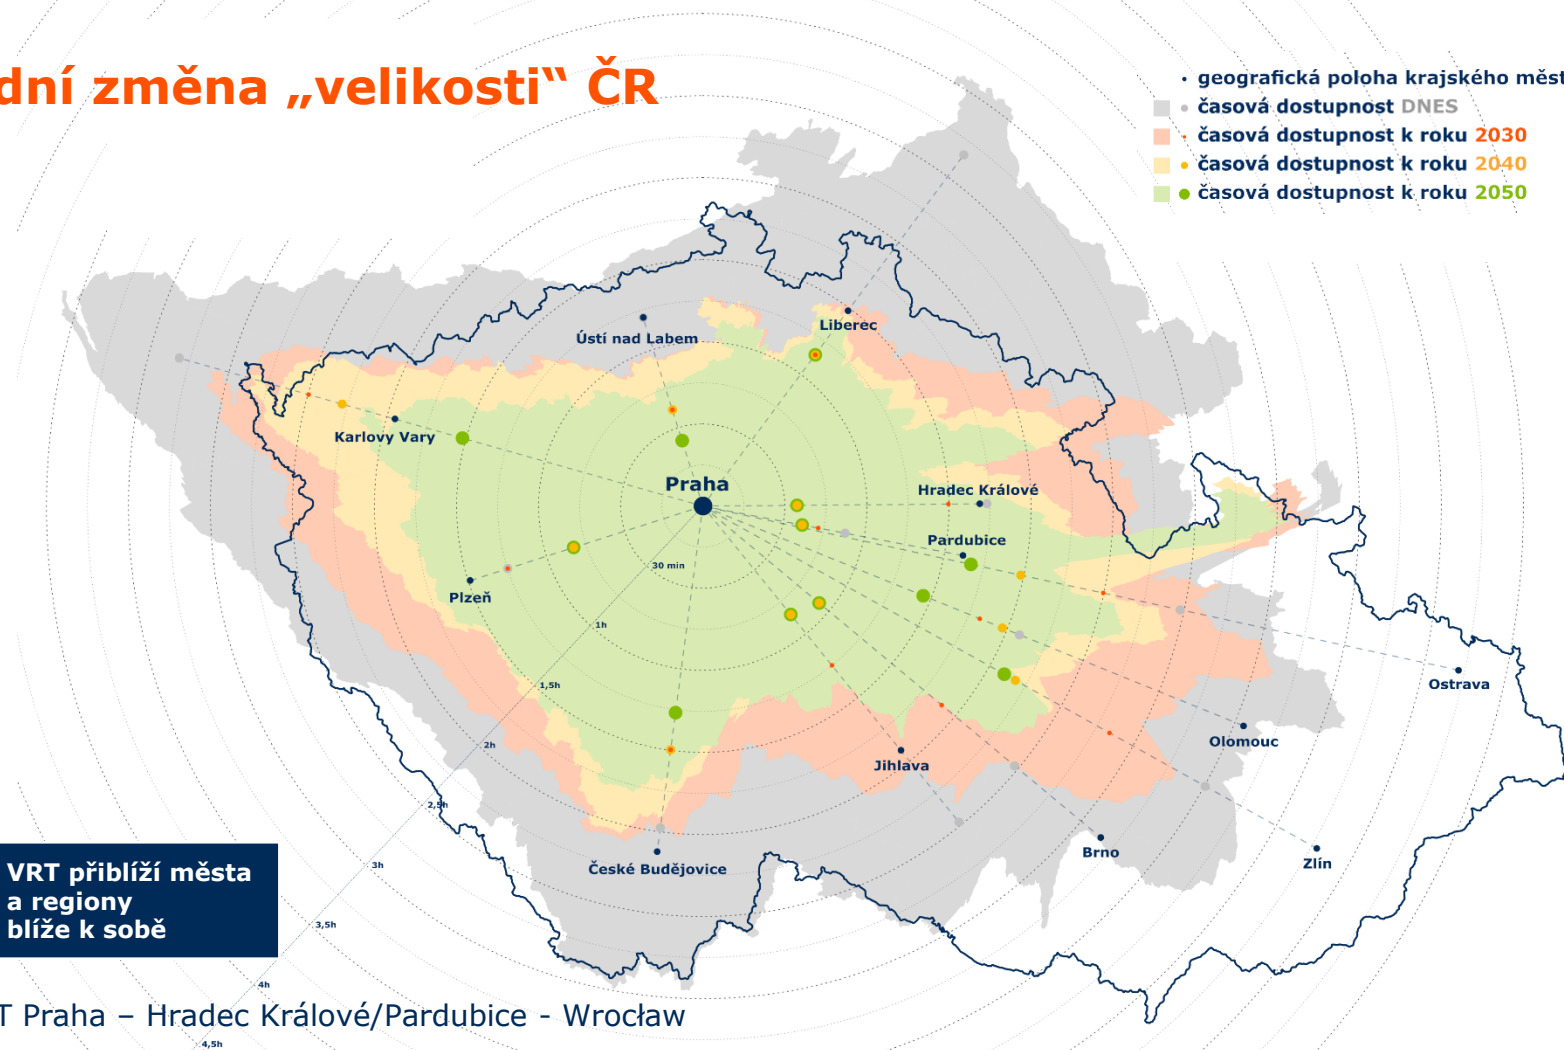 dní změna „velikosti“ ČR
geografická poloha krajského měst
časová dostupnost DNES
časová dostupnost k roku 2030
časová dostupnost k roku 2040
časová dostupnost k roku 2050
Liberec
Ústí nad Labem
Karlovy Vary
Praha
Hradec Králové
Pardubice
30 min
Plzeň
1h
1,5h
Ostrava
2h
Olomouc
Jihlava
2,5h
Brno
Zlín
3h
České Budějovice
VRT přiblíží města
a regiony
blíže k sobě
3,5h
4h
T Praha – Hradec Králové/Pardubice - Wrocław
4,5h